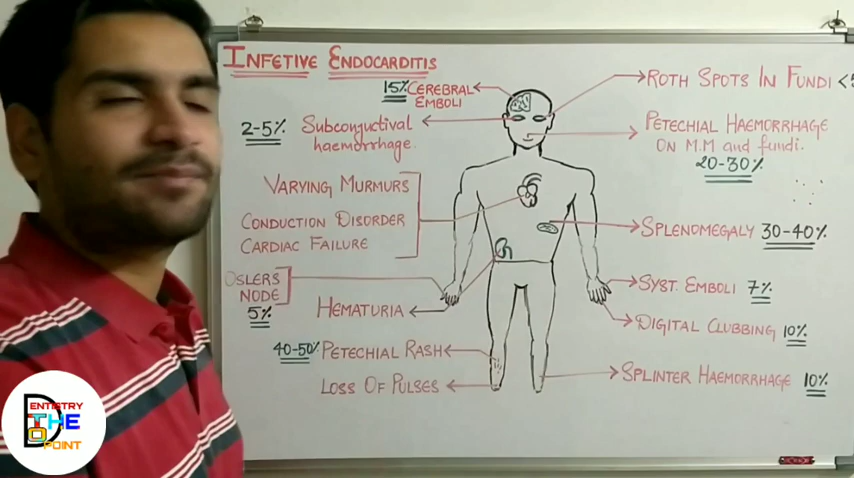 INFETIVE ENDOCARDITIS
15% CEREBRAL
EMBOLI
2-5% SUBCONJUCTIVAL
haemorrhage.
VARYING MURMURS
CONDUCTION DISORDER
CARDIAC FAILURE
OSLERS
NODE
5%
HEMATURIA
40-50% PETECHIAL RASH
LOSS OF PULSES
ROTH SPOTS IN FUNDI <5
PETECHIAL HAEMORRHAGE
ON M.M and fundi.
20-30%
SPLENOMEGALY 30-40%
SYST. EMBOLI 7%
DIGITAL CLUBBING 10%
SPLINTER HAEMORRHAGE 10%
DENTISTRY
THE
TO
POINT